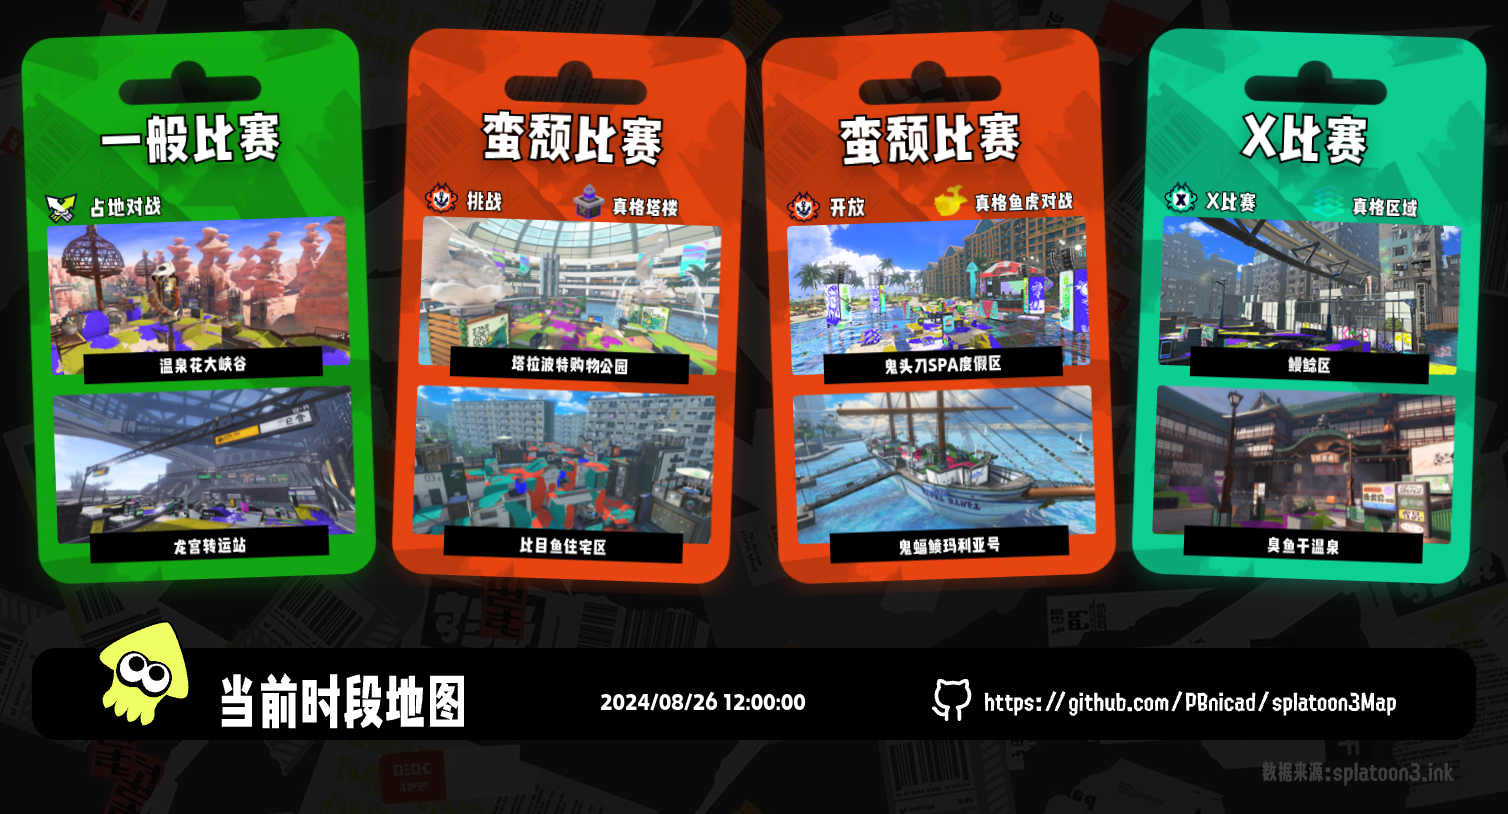 一般比赛
占地对战
温泉花大峡谷
龙宫转运站
蛮颓比赛
挑战
真格塔楼
塔拉波特购物公园
比目鱼住宅区
蛮颓比赛
开放
真格鱼虎对战
鬼头刀SPA度假区
鬼蝠鲼玛利亚号
X比赛
X比赛
真格区域
鳗鲶区
臭鱼干温泉
当前时段地图
2024/08/26 12:00:00
https://github.com/PBnicad/splatoon3Map
数据来源:splatoon3.ink